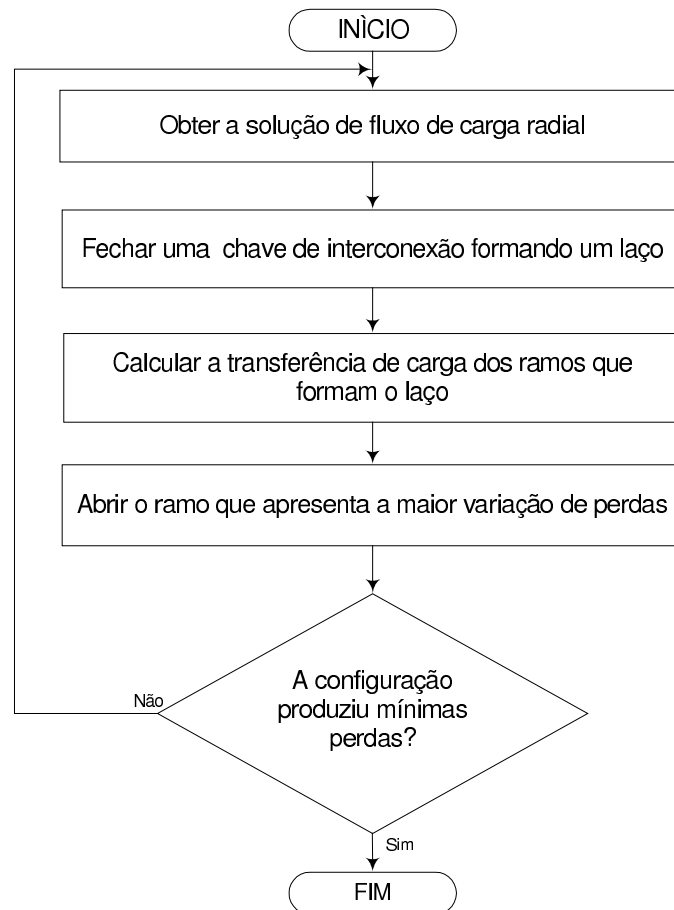 INÌCIO
Obter a solução de fluxo de carga radial
Fechar uma chave de interconexão formando um laço
Calcular a transferência de carga dos ramos que
formam o laço
Abrir o ramo que apresenta a maior variação de perdas
A configuração
produziu mínimas
perdas?
Não
Sim
FIM